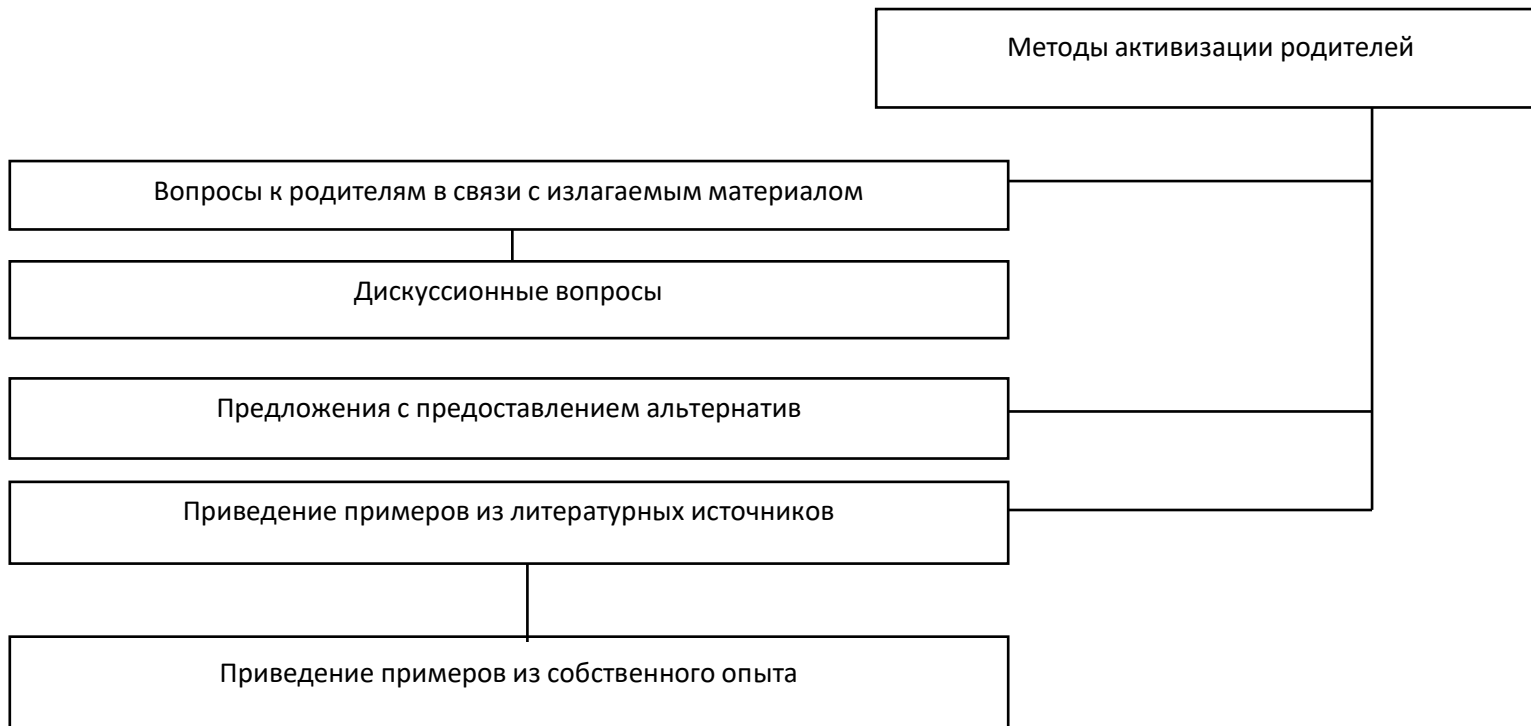 Методы активизации родителей
Вопросы к родителям в связи с излагаемым материалом
Дискуссионные вопросы
Предложения с предоставлением альтернатив
Приведение примеров из литературных источников
Приведение примеров из собственного опыта